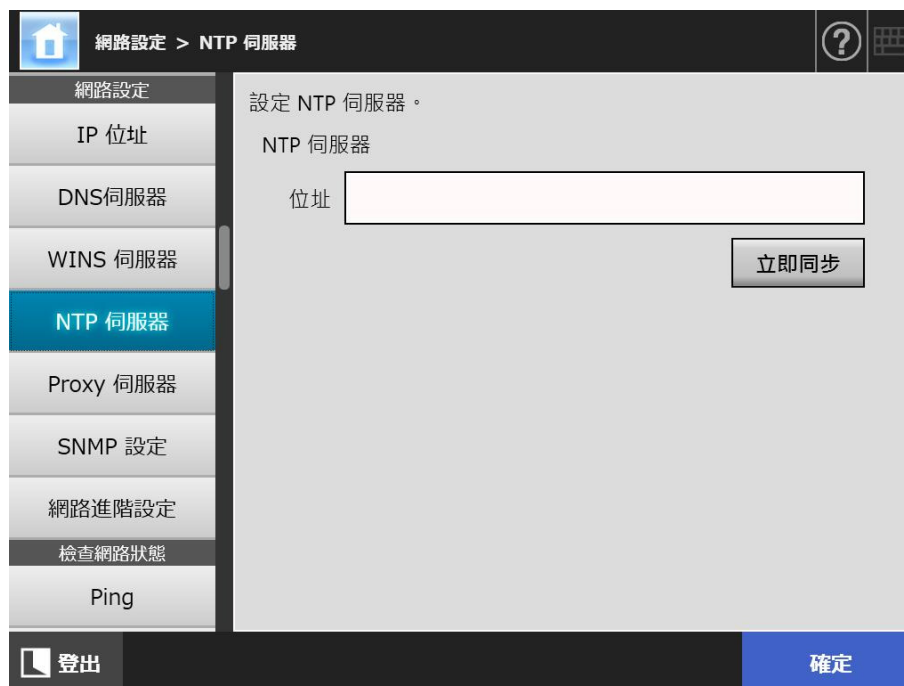 網路設定 > NTP 伺服器
?
網路設定
IP 位址
DNS伺服器
WINS 伺服器
NTP 伺服器
Proxy 伺服器
SNMP 設定
網路進階設定
檢查網路狀態
Ping
設定 NTP 伺服器。
NTP 伺服器
位址
立即同步
登出
確定